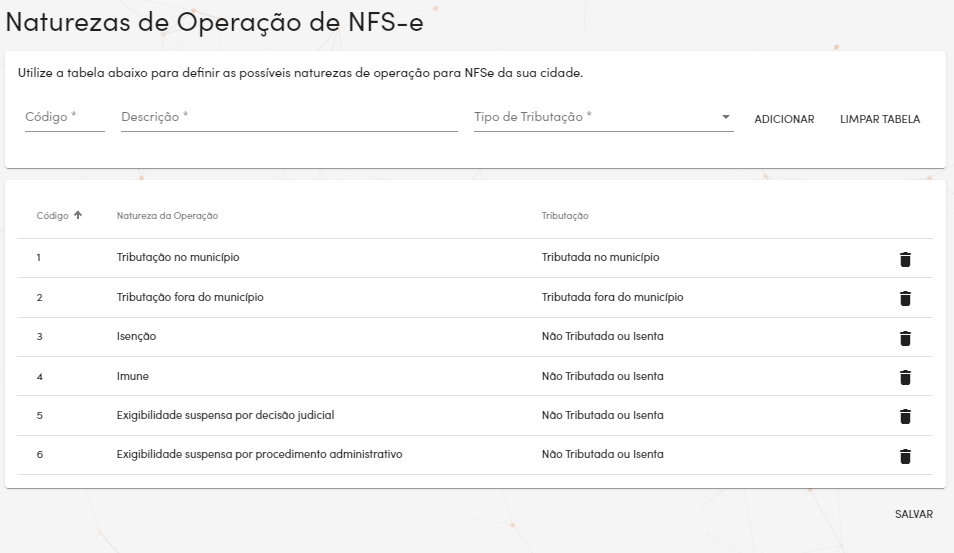 Naturezas de Operação de NFS-e
Utilize a tabela abaixo para definir as possíveis naturezas de operação para NFSe da sua cidade.
Código * Descrição * Tipo de Tributação * ADICIONAR LIMPAR TABELA
Código Natureza da Operação Tributação
1 Tributação no município Tributada no município
2 Tributação fora do município Tributada fora do município
3 Isenção Não Tributada ou Isenta
4 Imune Não Tributada ou Isenta
5 Exigibilidade suspensa por decisão judicial Não Tributada ou Isenta
6 Exigibilidade suspensa por procedimento administrativo Não Tributada ou Isenta
SALVAR